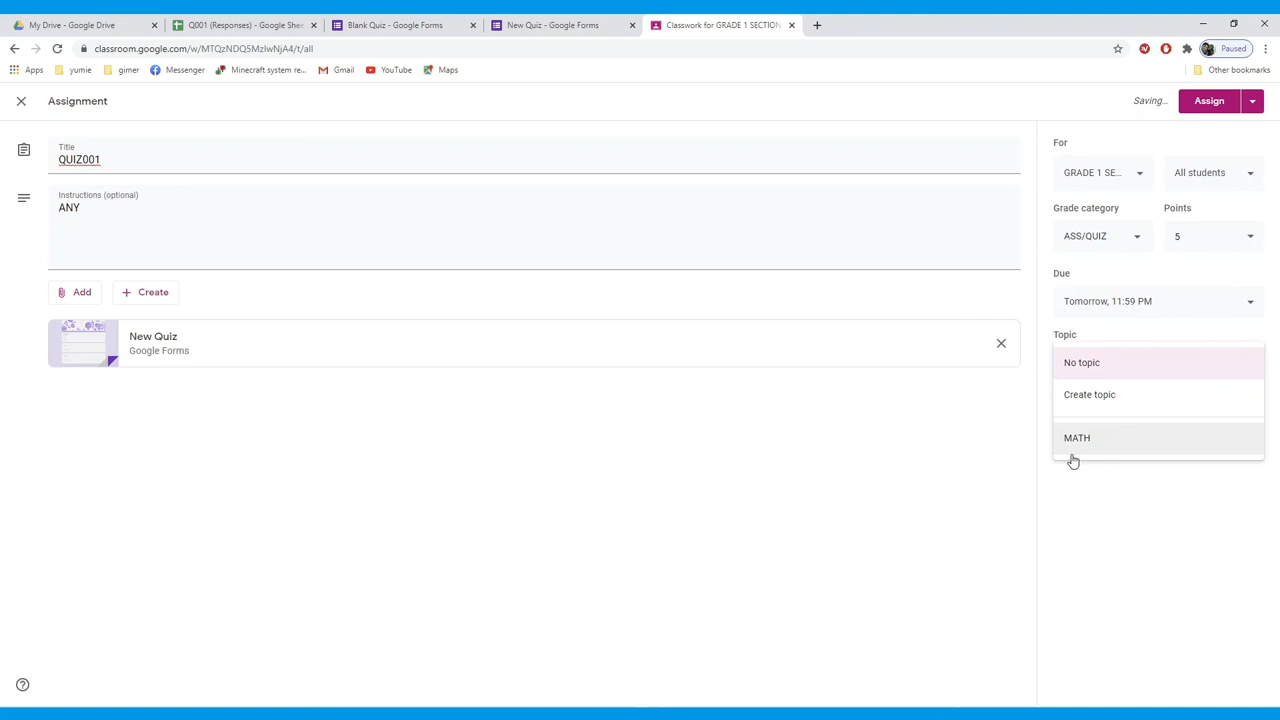 My Drive - Google Drive
Q001 (Responses) - Google Shee
Blank Quiz - Google Forms
New Quiz - Google Forms
Classwork for GRADE 1 SECTION
classroom.google.com/w/MTQzNDQ5MzIwNjA4/t/all
Paused
Apps
yumie
gimer
Messenger
Minecraft system re...
Gmail
YouTube
Maps
Other bookmarks
Assignment
Saving...
Assign
Title
QUIZ001
Instructions (optional)
ANY
Add
Create
New Quiz
Google Forms
For
GRADE 1 SE...
All students
Grade category
Points
ASS/QUIZ
5
Due
Tomorrow, 11:59 PM
Topic
No topic
Create topic
MATH